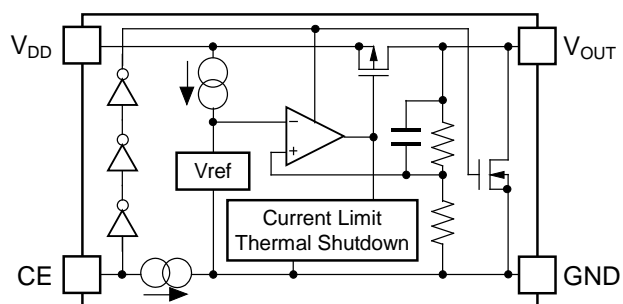 VDD
VOUT
−
+
Vref
Current Limit
Thermal Shutdown
CE
GND